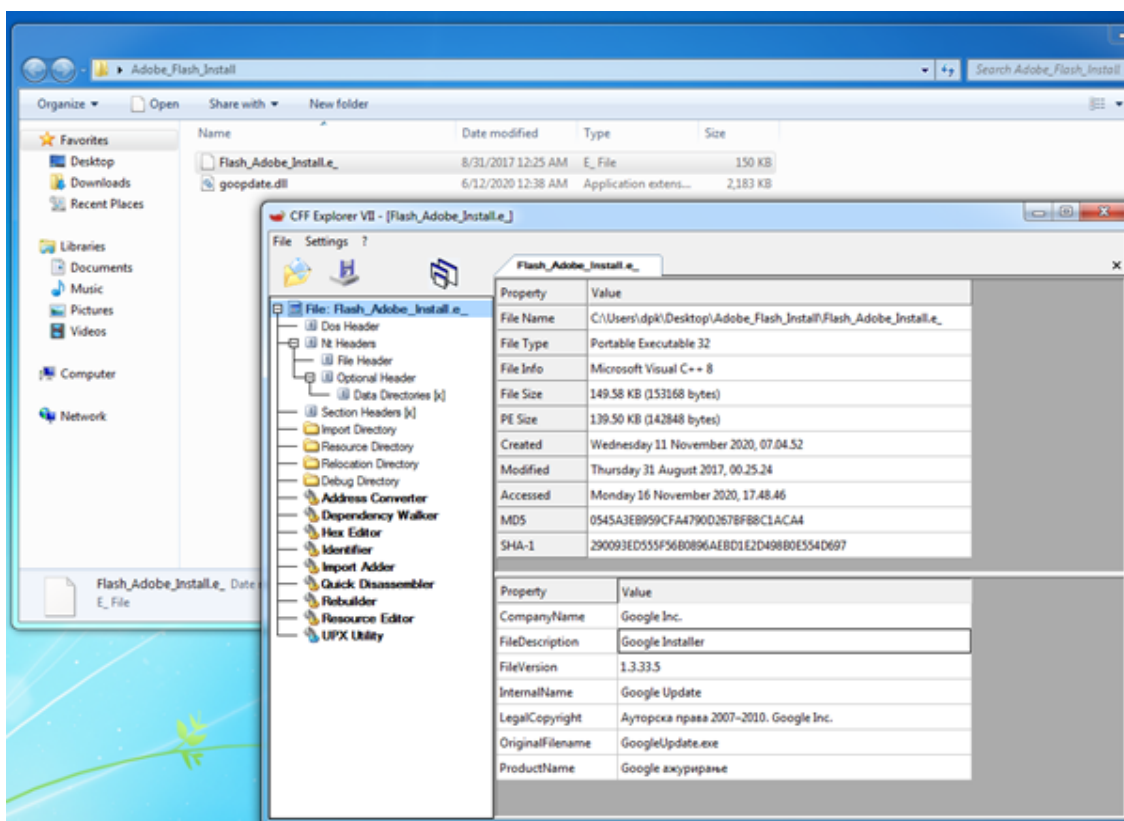 Adobe_Flash_Install
Search Adobe_Flash_Install
Organize Open Share with New folder
Name Date modified Type Size
Favorites
Desktop
Downloads
Recent Places
Libraries
Documents
Music
Pictures
Videos
Computer
Network
Flash_Adobe_Install.e_ 8/31/2017 12:25 AM E_ File 150 KB
goopdate.dll 6/12/2020 12:38 AM Application extens... 2,183 KB
Flash_Adobe_Install.e_ Date
E_ File
CFF Explorer VII - [Flash_Adobe_Install.e_]
File Settings ?
File: Flash_Adobe_Install.e_
Dos Header
Nt Headers
File Header
Optional Header
Data Directories [x]
Section Headers [x]
Import Directory
Resource Directory
Relocation Directory
Debug Directory
Address Converter
Dependency Walker
Hex Editor
Identifier
Import Adder
Quick Disassembler
Rebuilder
Resource Editor
UPX Utility
Flash_Adobe_Install.e_
Property Value
File Name C:\Users\dpk\Desktop\Adobe_Flash_Install\Flash_Adobe_Install.e_
File Type Portable Executable 32
File Info Microsoft Visual C++ 8
File Size 149.58 KB (153168 bytes)
PE Size 139.50 KB (142848 bytes)
Created Wednesday 11 November 2020, 07.04.52
Modified Thursday 31 August 2017, 00.25.24
Accessed Monday 16 November 2020, 17.48.46
MD5 0545A3EB959CFA4790D267BFB8C1ACA4
SHA-1 290093ED555F56B0896AEBD1E2D498B0E554D697
Property Value
CompanyName Google Inc.
FileDescription Google Installer
FileVersion 1.3.33.5
InternalName Google Update
LegalCopyright Ауторска права 2007–2010. Google Inc.
OriginalFilename GoogleUpdate.exe
ProductName Google ажурирање